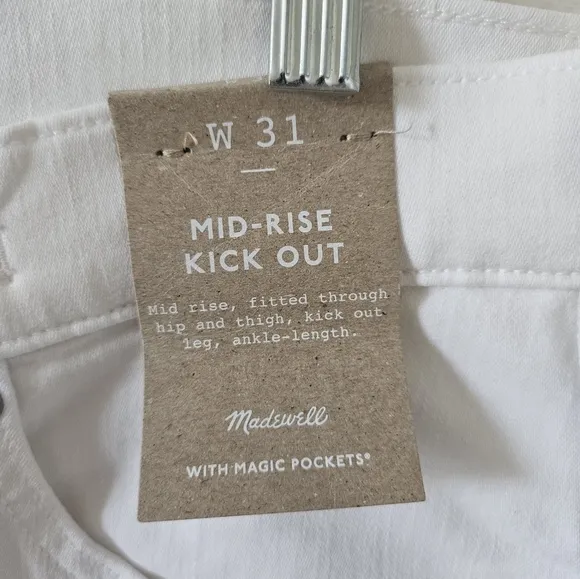 W 31
MID-RISE
KICK OUT
Mid rise, fitted through
hip and thigh, kick out
leg, ankle-length.
Madewell
WITH MAGIC POCKETS®